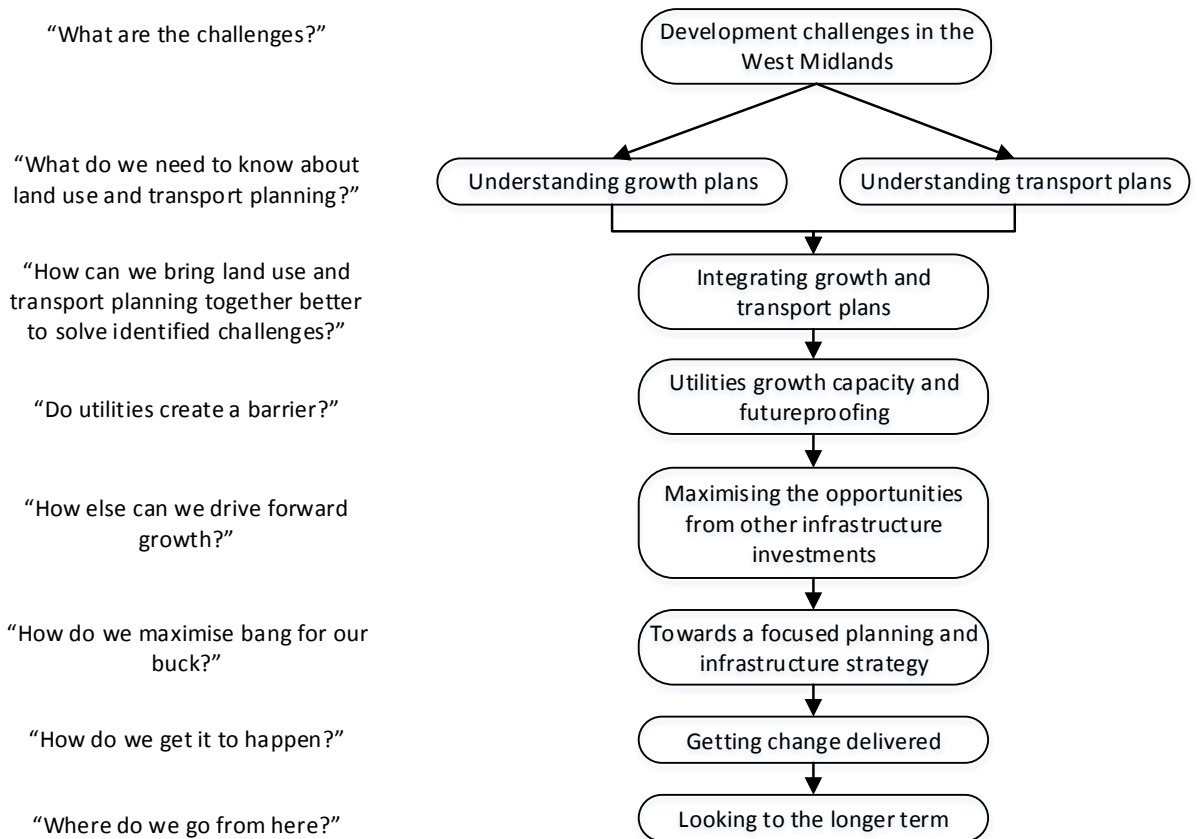 “What are the challenges?”
Development challenges in the
West Midlands
“What do we need to know about
land use and transport planning?”
Understanding growth plans
Understanding transport plans
“How can we bring land use and
transport planning together better
to solve identified challenges?”
Integrating growth and
transport plans
“Do utilities create a barrier?”
Utilities growth capacity and
futureproofing
“How else can we drive forward
growth?”
Maximising the opportunities
from other infrastructure
investments
“How do we maximise bang for our
buck?”
Towards a focused planning and
infrastructure strategy
“How do we get it to happen?”
Getting change delivered
“Where do we go from here?”
Looking to the longer term